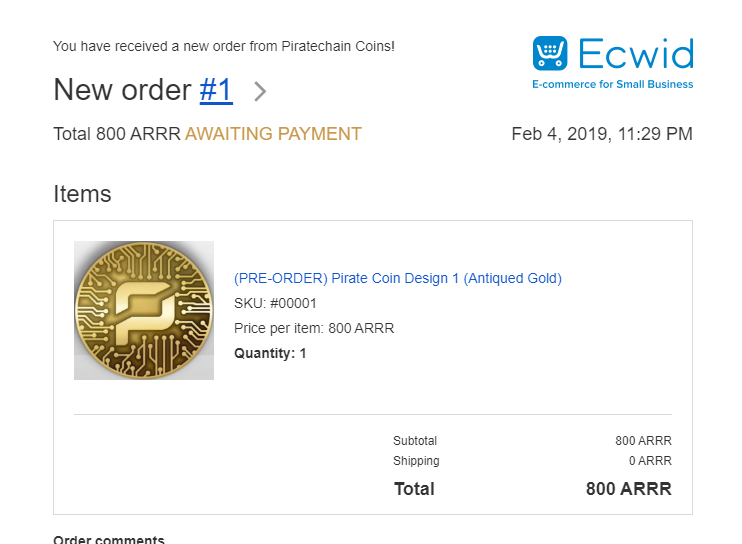 You have received a new order from Piratechain Coins!
Ecwid
E-commerce for Small Business
New order #1
Total 800 ARRR AWAITING PAYMENT
Feb 4, 2019, 11:29 PM
Items
(PRE-ORDER) Pirate Coin Design 1 (Antiqued Gold)
SKU: #00001
Price per item: 800 ARRR
Quantity: 1
Subtotal 800 ARRR
Shipping 0 ARRR
Total 800 ARRR
Order comments